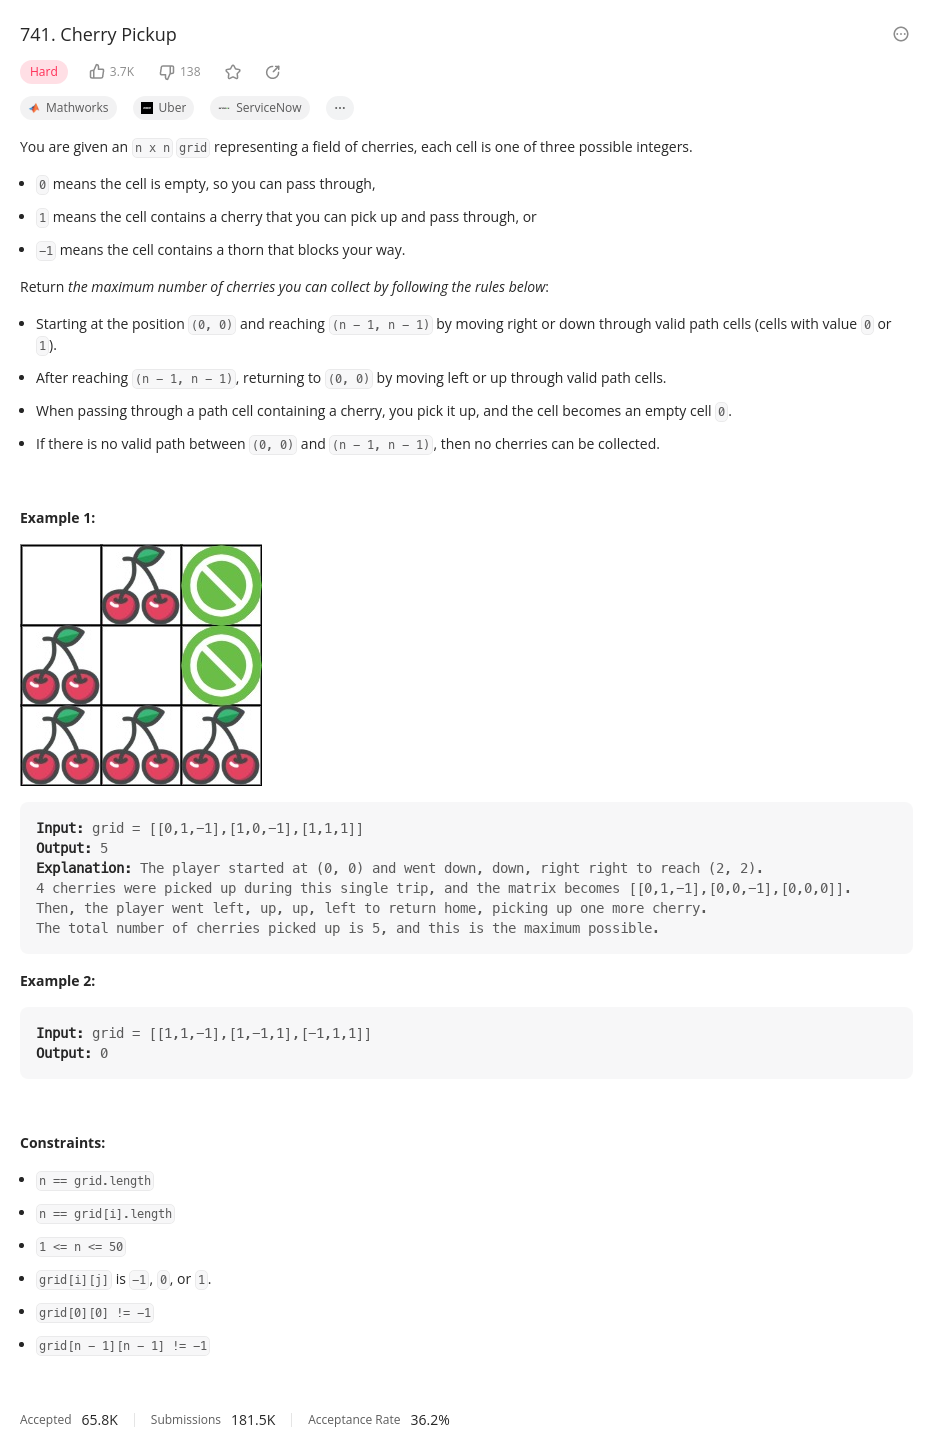 741. Cherry Pickup
Hard 3.7K 138
Mathworks Uber ServiceNow ...
You are given an n x n grid representing a field of cherries, each cell is one of three possible integers.
• 0 means the cell is empty, so you can pass through,
• 1 means the cell contains a cherry that you can pick up and pass through, or
• −1 means the cell contains a thorn that blocks your way.
Return the maximum number of cherries you can collect by following the rules below:
• Starting at the position (0, 0) and reaching (n − 1, n − 1) by moving right or down through valid path cells (cells with value 0 or
1).
• After reaching (n − 1, n − 1), returning to (0, 0) by moving left or up through valid path cells.
• When passing through a path cell containing a cherry, you pick it up, and the cell becomes an empty cell 0.
• If there is no valid path between (0, 0) and (n − 1, n − 1), then no cherries can be collected.
Example 1:
Input: grid = [[0,1,−1],[1,0,−1],[1,1,1]]
Output: 5
Explanation: The player started at (0, 0) and went down, down, right right to reach (2, 2).
4 cherries were picked up during this single trip, and the matrix becomes [[0,1,−1],[0,0,−1],[0,0,0]].
Then, the player went left, up, up, left to return home, picking up one more cherry.
The total number of cherries picked up is 5, and this is the maximum possible.
Example 2:
Input: grid = [[1,1,−1],[1,−1,1],[−1,1,1]]
Output: 0
Constraints:
• n == grid.length
• n == grid[i].length
• 1 <= n <= 50
• grid[i][j] is −1, 0, or 1.
• grid[0][0] != −1
• grid[n − 1][n − 1] != −1
Accepted 65.8K Submissions 181.5K Acceptance Rate 36.2%